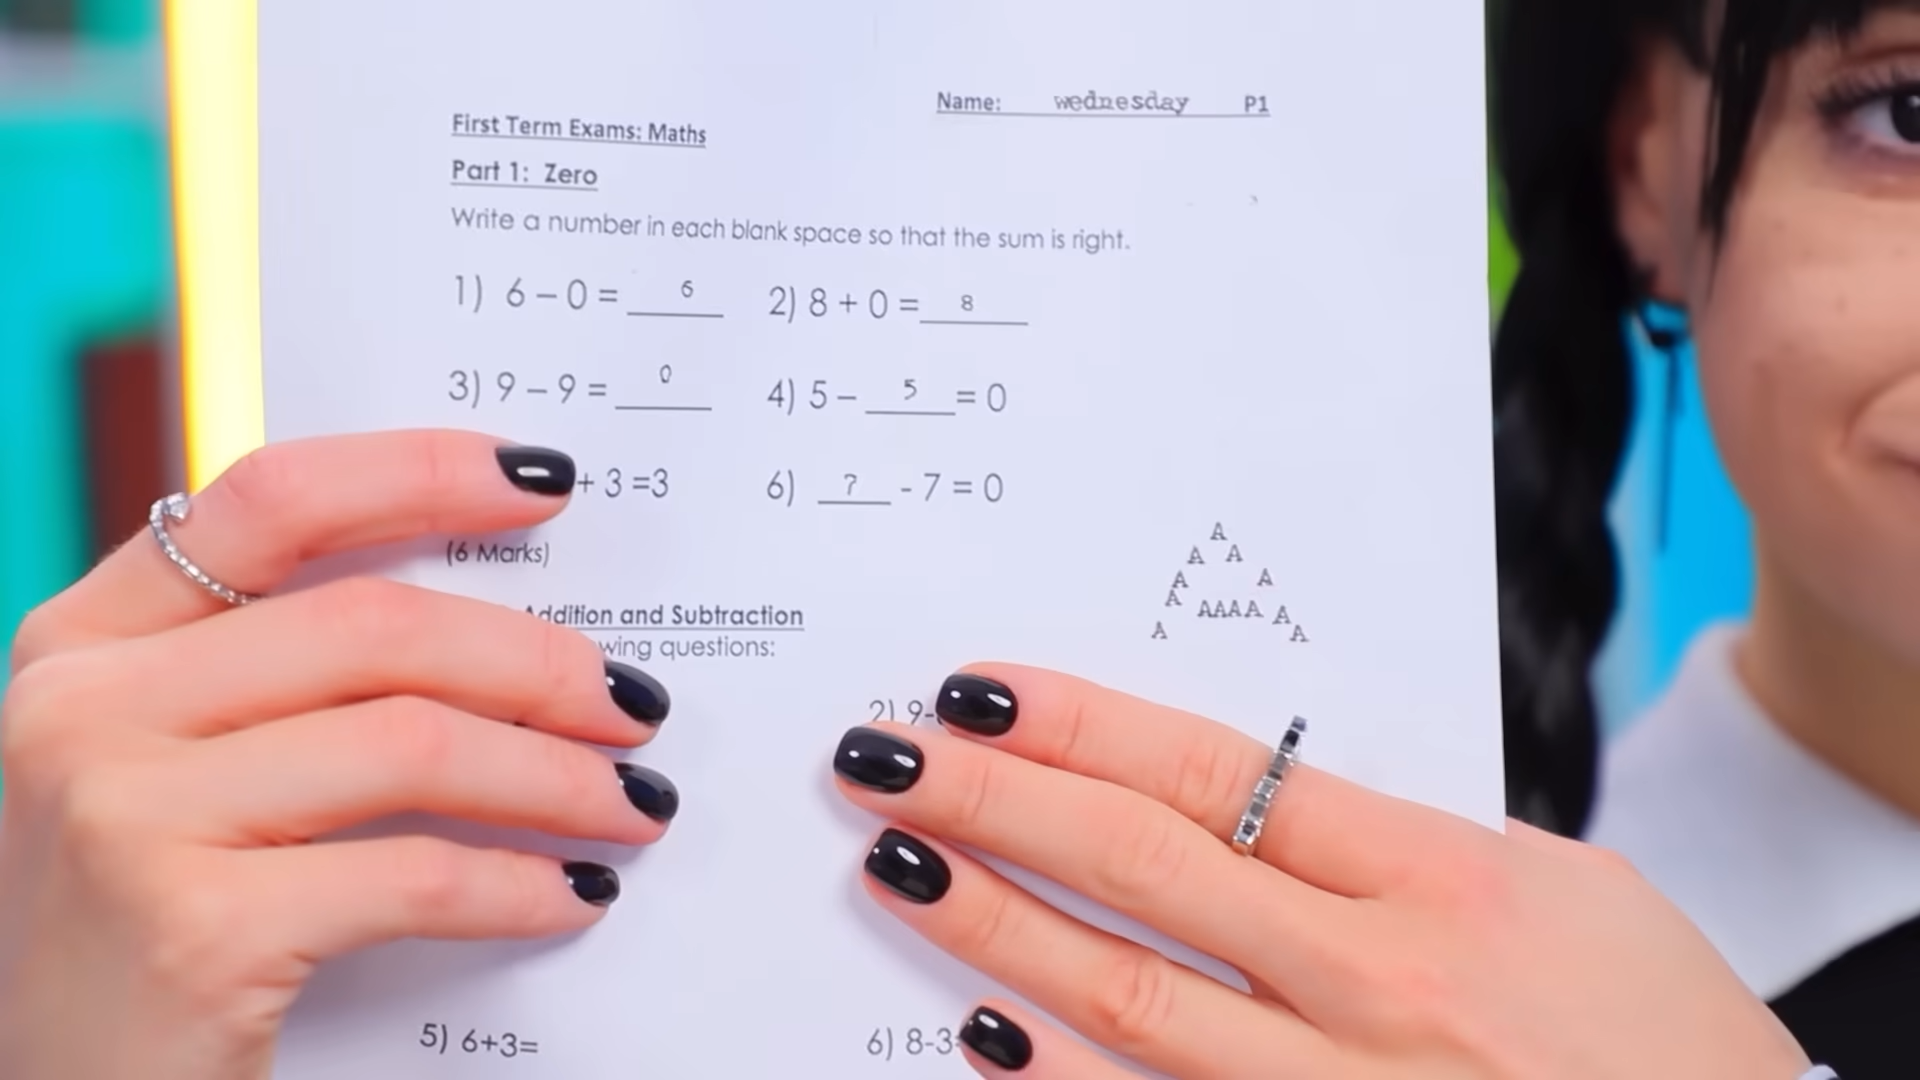 Name: wednesday P1
First Term Exams: Maths
Part 1: Zero
Write a number in each blank space so that the sum is right.
1) 6 – 0 = 6 2) 8 + 0 = 8
3) 9 – 9 = 0 4) 5 – 5 = 0
+ 3 =3 6) ? - 7 = 0
(6 Marks)
Addition and Subtraction
questions:
2) 9-
5) 6+3= 6) 8-3
A
A A
A A
A AAAA A
A A